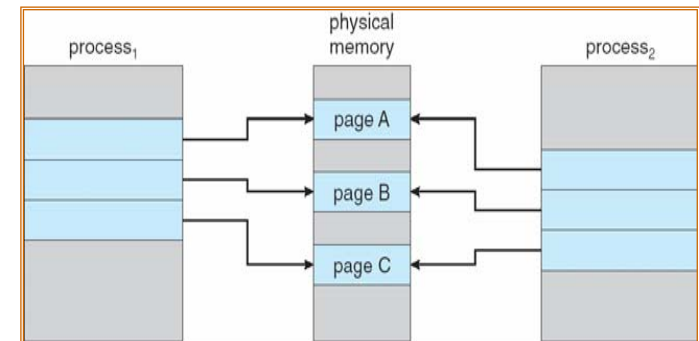 process₁
physical
memory
process₂
page A
page B
page C